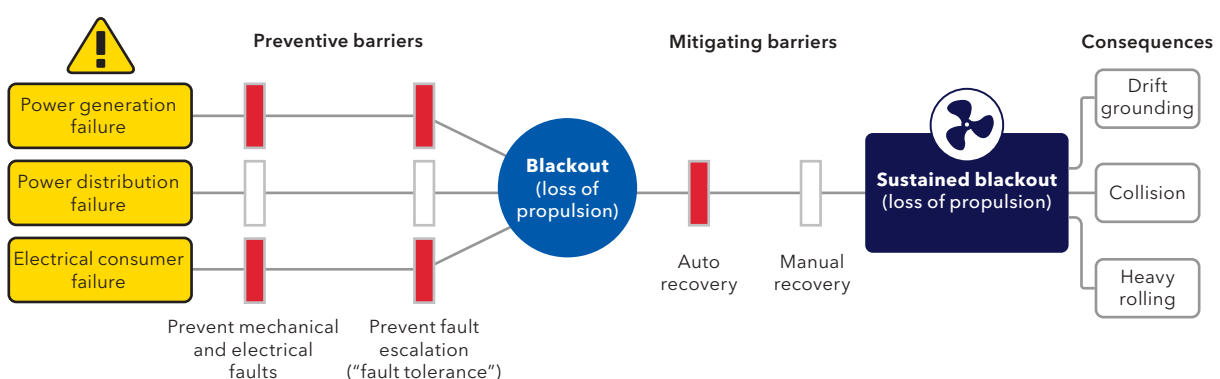 Preventive barriers
Mitigating barriers
Consequences
Power generation
failure
Power distribution
failure
Electrical consumer
failure
Prevent mechanical
and electrical
faults
Prevent fault
escalation
(“fault tolerance”)
Blackout
(loss of
propulsion)
Auto
recovery
Manual
recovery
Sustained blackout
(loss of propulsion)
Drift
grounding
Collision
Heavy
rolling